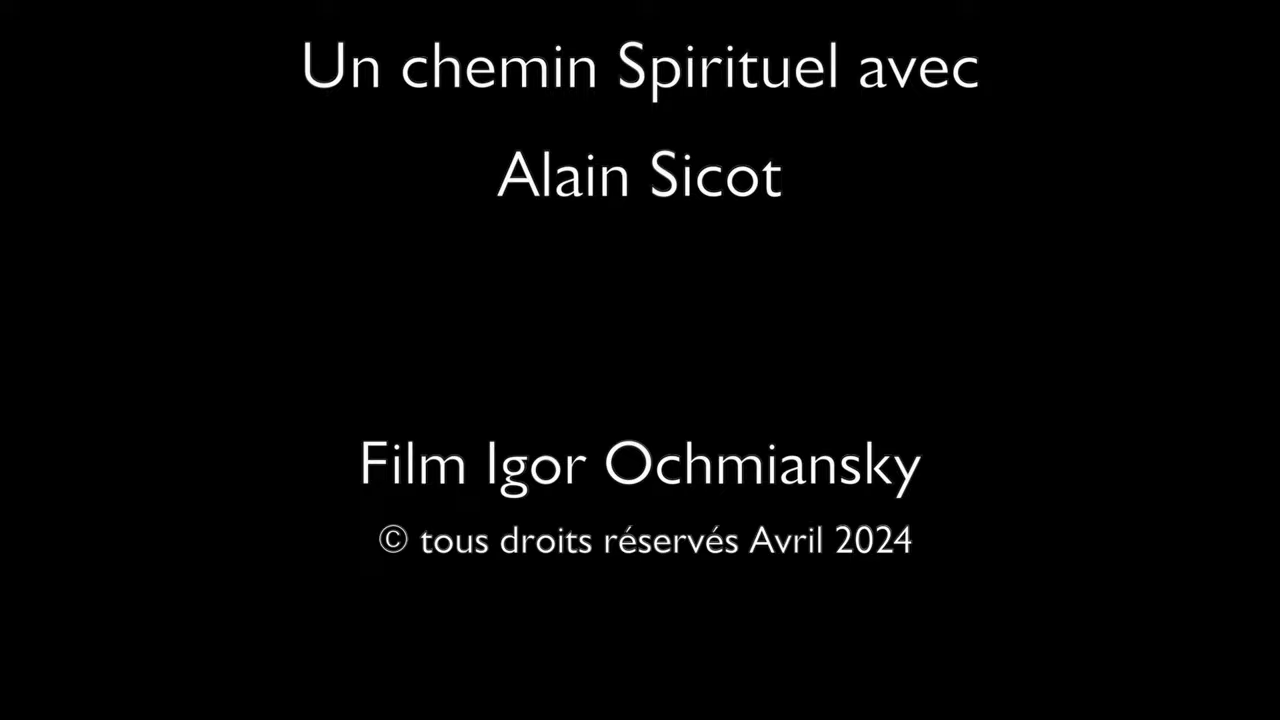 Un chemin Spirituel avec
Alain Sicot
Film Igor Ochmiansky
© tous droits réservés Avril 2024